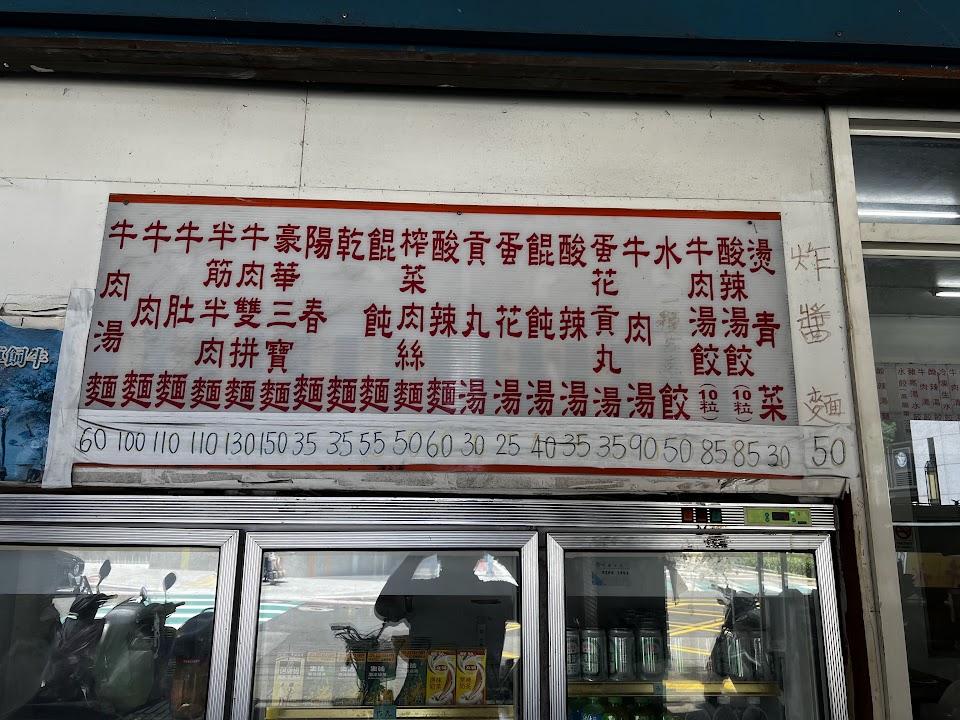 牛肉湯麵 60
牛肉麵 100
牛肚麵 110
半筋半肉麵 110
牛肉雙拼麵 130
豪華三寶麵 150
陽春麵 35
乾麵 35
餛飩麵 55
榨菜肉絲麵 50
酸辣麵 60
貢丸湯 30
蛋花湯 25
餛飩湯 40
酸辣湯 35
蛋花貢丸湯 35
牛肉湯 90
水餃 50
牛肉湯餃(10粒) 85
酸辣湯餃(10粒) 85
燙青菜 30
炸醬麵 50
飼牛